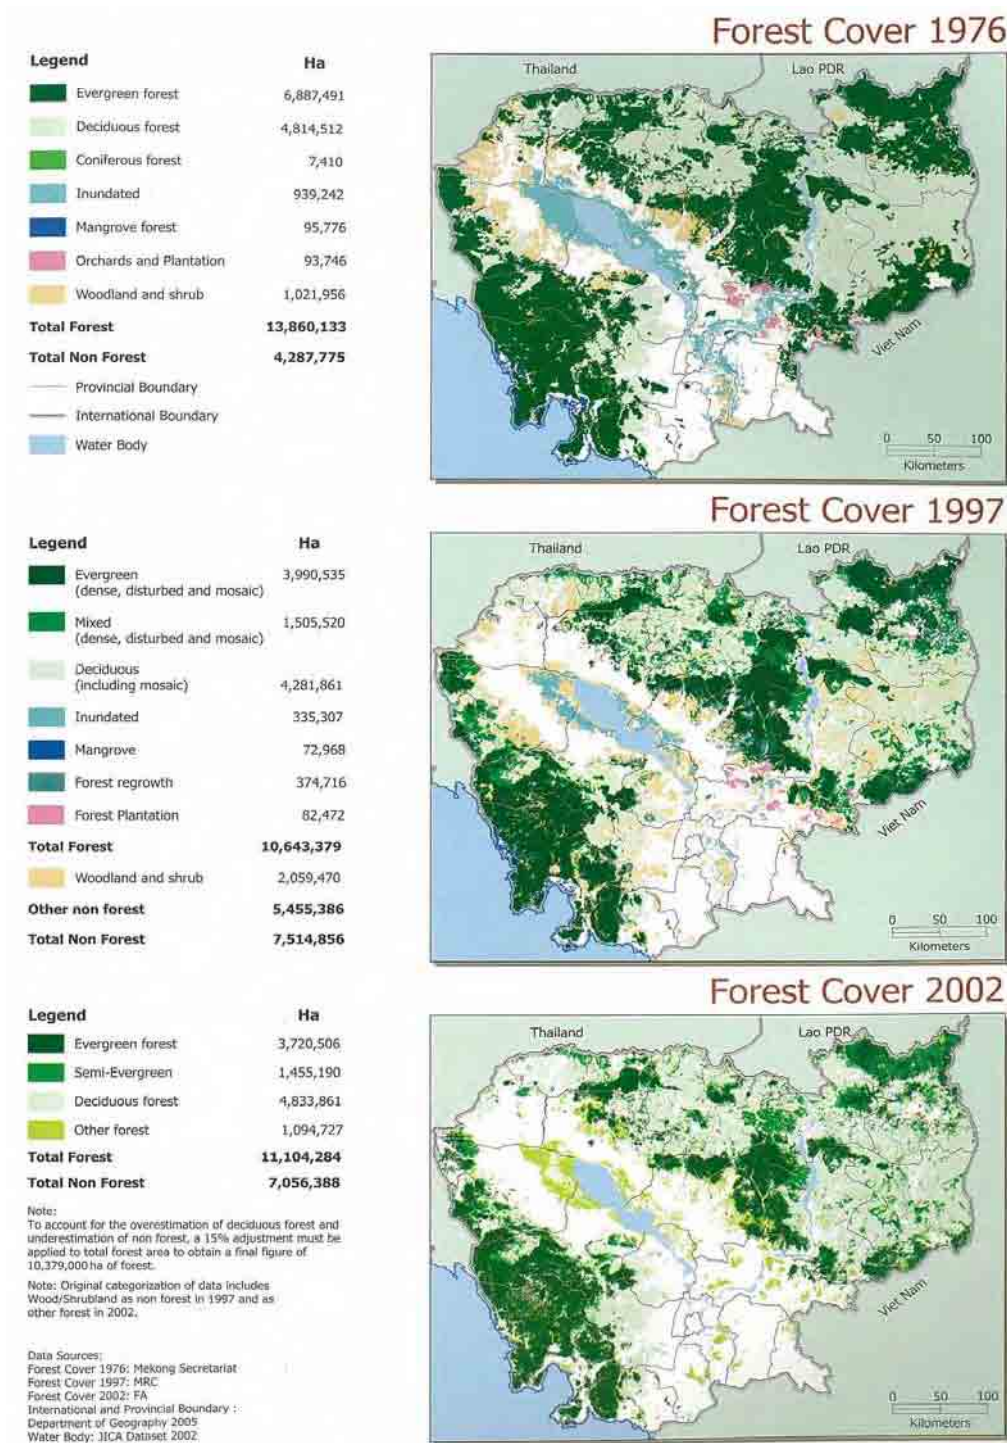 Forest Cover 1976
Legend Ha
Evergreen forest 6,887,491
Deciduous forest 4,814,512
Coniferous forest 7,410
Inundated 939,242
Mangrove forest 95,776
Orchards and Plantation 93,746
Woodland and shrub 1,021,956
Total Forest 13,860,133
Total Non Forest 4,287,775
Provincial Boundary
International Boundary
Water Body
Thailand
Lao PDR
Viet Nam
0 50 100
Kilometers
Forest Cover 1997
Legend Ha
Evergreen 3,990,535
(dense, disturbed and mosaic)
Mixed 1,505,520
(dense, disturbed and mosaic)
Deciduous
(including mosaic) 4,281,861
Inundated 335,307
Mangrove 72,968
Forest regrowth 374,716
Forest Plantation 82,472
Total Forest 10,643,379
Woodland and shrub 2,059,470
Other non forest 5,455,386
Total Non Forest 7,514,856
Thailand
Lao PDR
Viet Nam
0 50 100
Kilometers
Forest Cover 2002
Legend Ha
Evergreen forest 3,720,506
Semi-Evergreen 1,455,190
Deciduous forest 4,833,861
Other forest 1,094,727
Total Forest 11,104,284
Total Non Forest 7,056,388
Note:
To account for the overestimation of deciduous forest and
underestimation of non forest, a 15% adjustment must be
applied to total forest area to obtain a final figure of
10,379,000 ha of forest.
Note: Original categorization of data includes
Wood/Shrubland as non forest in 1997 and as
other forest in 2002.
Data Sources:
Forest Cover 1976: Mekong Secretariat
Forest Cover 1997: MRC
Forest Cover 2002: FA
International and Provincial Boundary :
Department of Geography 2005
Water Body: JICA Dataset 2002
Thailand
Lao PDR
Viet Nam
0 50 100
Kilometers